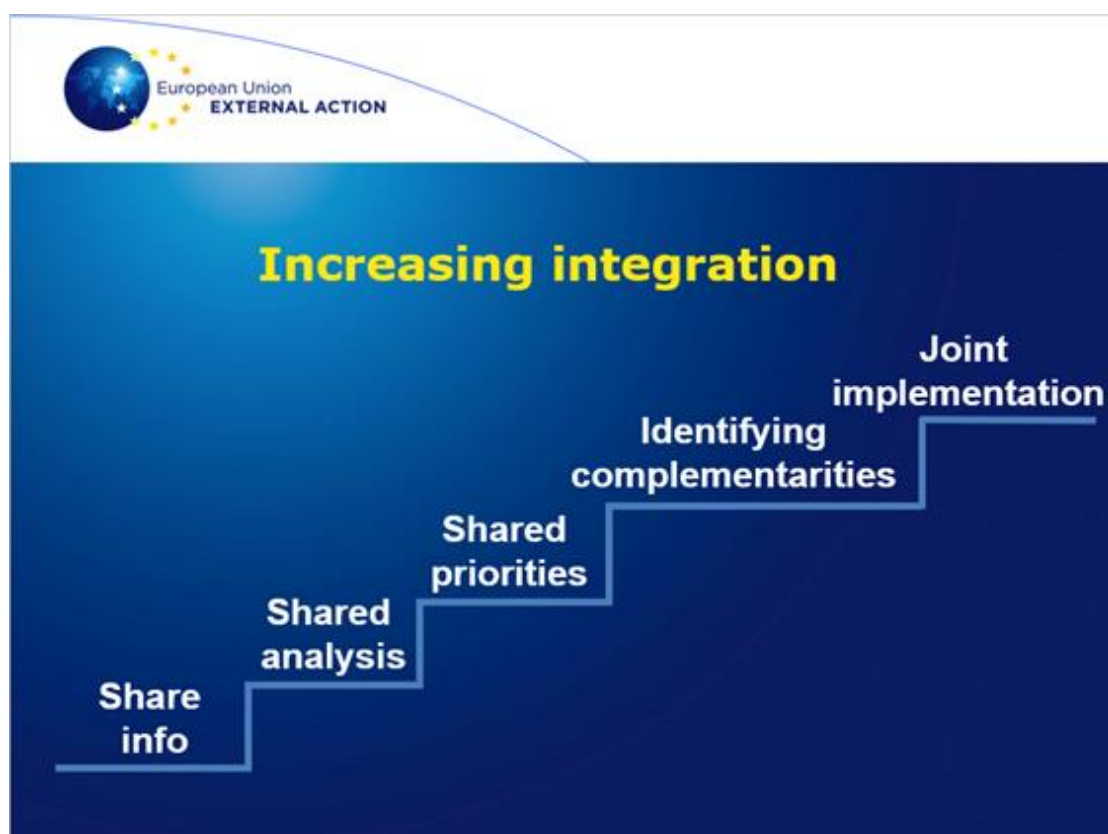 European Union
EXTERNAL ACTION
Increasing integration
Share
info
Shared
analysis
Shared
priorities
Identifying
complementarities
Joint
implementation